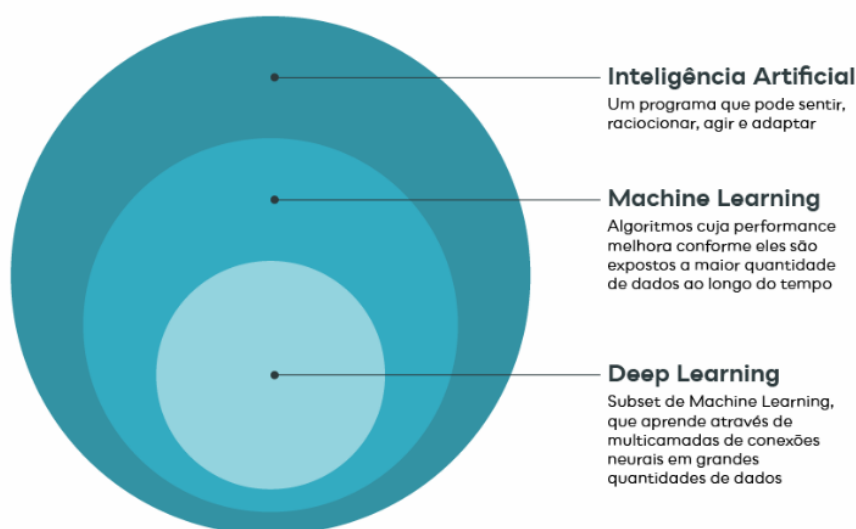 Inteligência Artificial
Um programa que pode sentir,
raciocionar, agir e adaptar
Machine Learning
Algoritmos cuja performance
melhora conforme eles são
expostos a maior quantidade
de dados ao longo do tempo
Deep Learning
Subset de Machine Learning,
que aprende através de
multicamadas de conexões
neurais em grandes
quantidades de dados